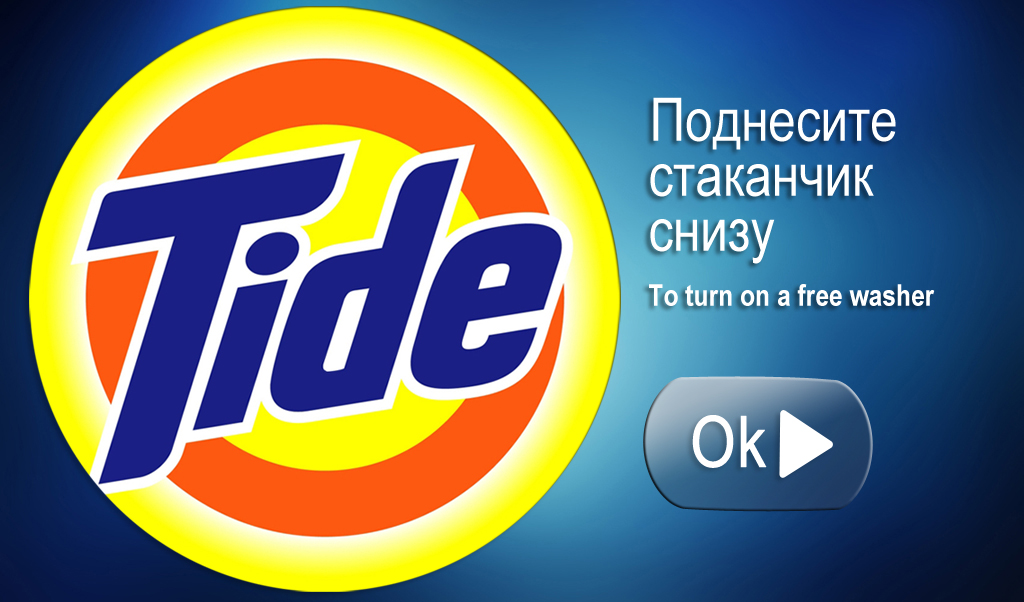 Tide
Поднесите
стаканчик
снизу
To turn on a free washer
Ok